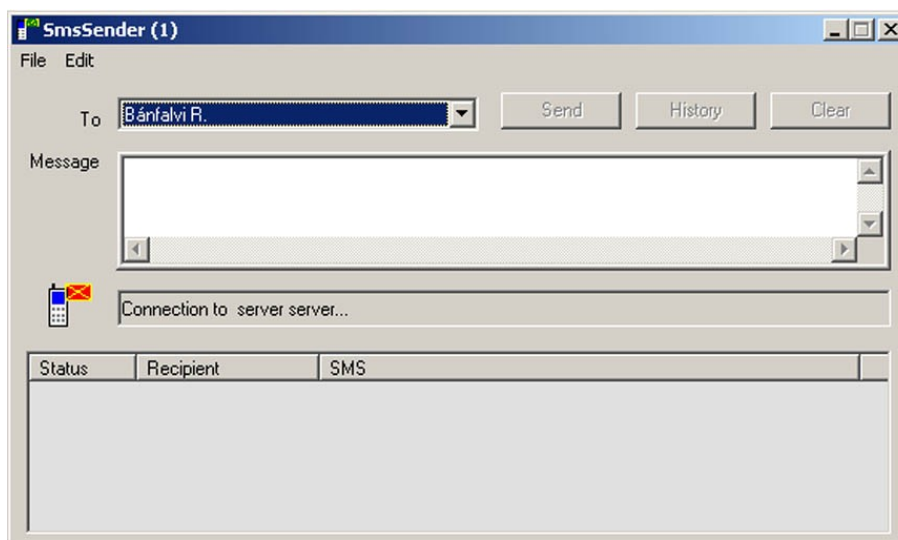 SmsSender (1)
File Edit
To Bánfalvi R. Send History Clear
Message
Connection to  server server...
Status Recipient SMS